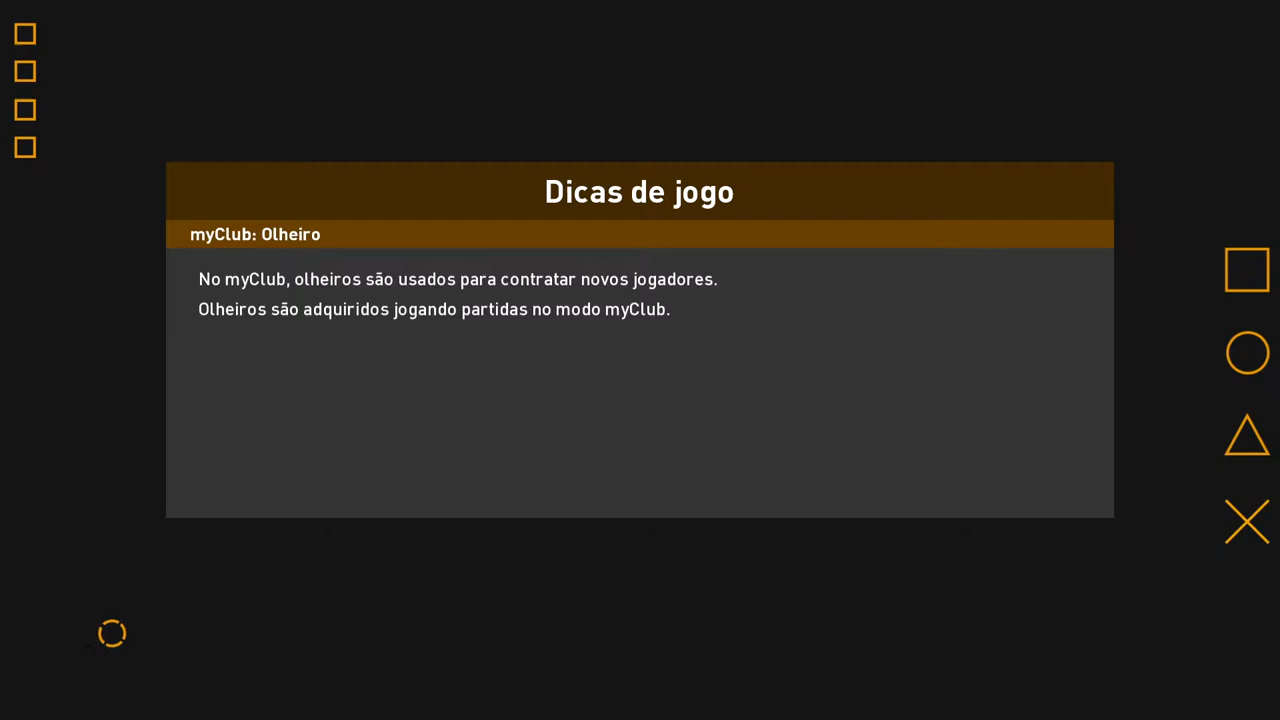 Dicas de jogo
myClub: Olheiro
No myClub, olheiros são usados para contratar novos jogadores.
Olheiros são adquiridos jogando partidas no modo myClub.